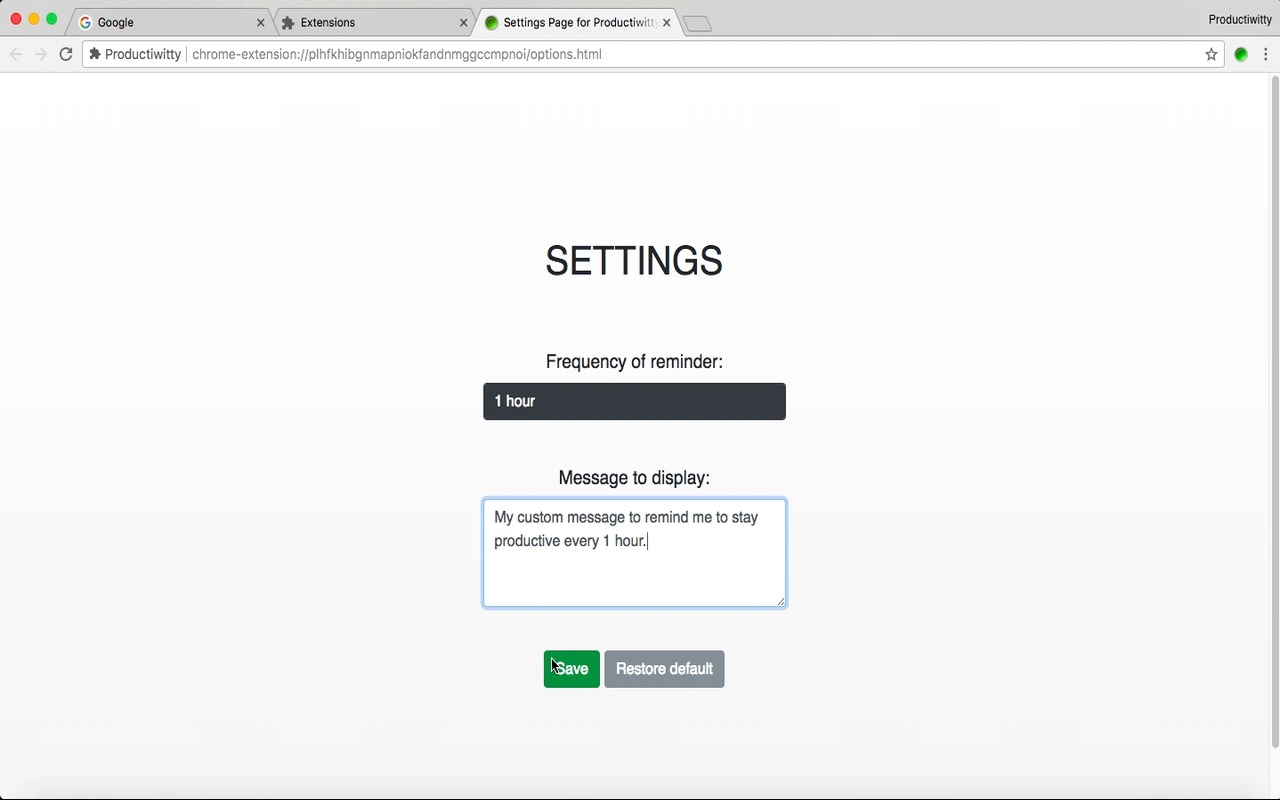 Google
Extensions
Settings Page for Productiwitty
Productiwitty
Productiwitty
chrome-extension://plhfkhibgnmapniokfandnmggccmpnoi/options.html
SETTINGS
Frequency of reminder:
1 hour
Message to display:
My custom message to remind me to stay
productive every 1 hour.
Save
Restore default